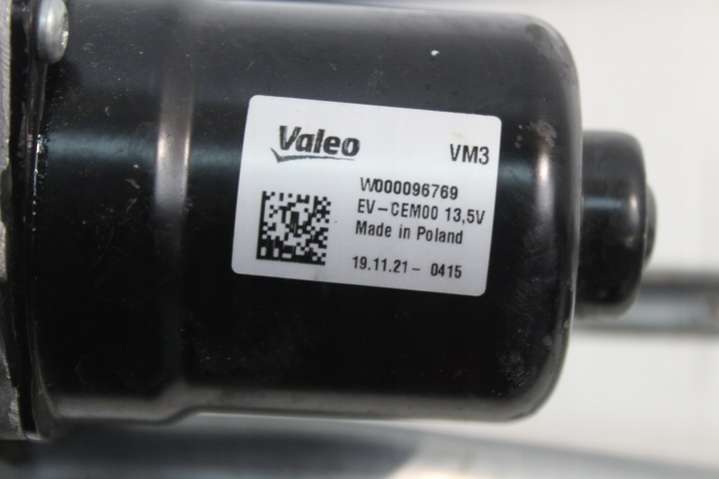 Valeo VM3
W000096769
EV-CEM00 13,5V
Made in Poland
19.11.21- 0415